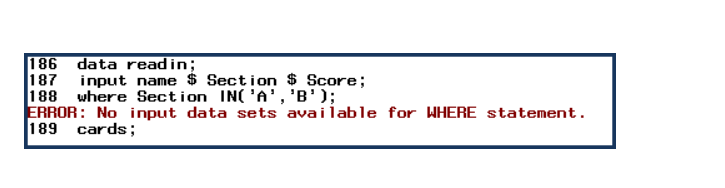 186 data readin;
187 input name $ Section $ Score;
188 where Section IN('A','B');
ERROR: No input data sets available for WHERE statement.
189 cards;